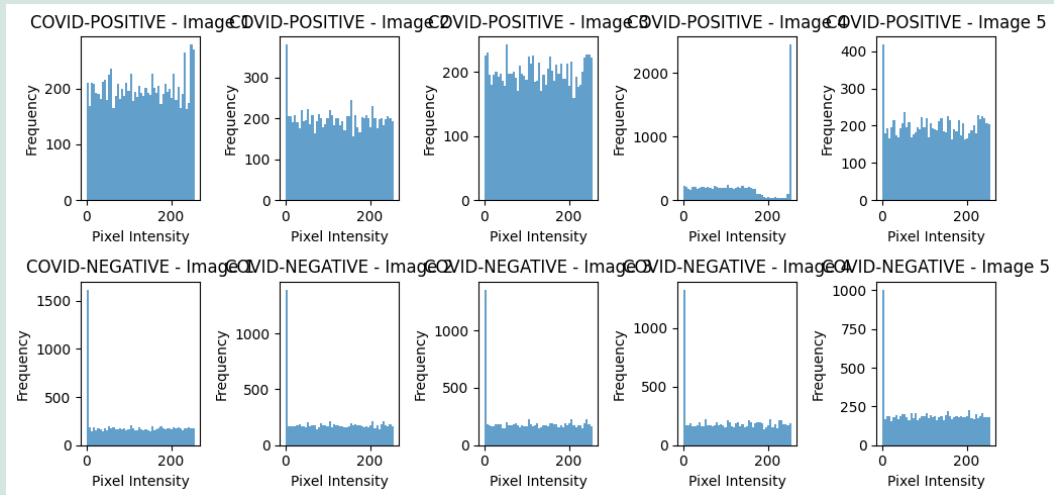 COVID-POSITIVE - Image 1
COVID-POSITIVE - Image 2
COVID-POSITIVE - Image 3
COVID-POSITIVE - Image 4
COVID-POSITIVE - Image 5
Frequency
200
100
0
0
200
Pixel Intensity
Frequency
300
200
100
0
0
200
Pixel Intensity
Frequency
200
100
0
0
200
Pixel Intensity
Frequency
2000
1000
0
0
200
Pixel Intensity
Frequency
400
300
200
100
0
0
200
Pixel Intensity
COVID-NEGATIVE - Image 1
COVID-NEGATIVE - Image 2
COVID-NEGATIVE - Image 3
COVID-NEGATIVE - Image 4
COVID-NEGATIVE - Image 5
Frequency
1500
1000
500
0
0
200
Pixel Intensity
Frequency
1000
500
0
0
200
Pixel Intensity
Frequency
1000
500
0
0
200
Pixel Intensity
Frequency
1000
500
0
0
200
Pixel Intensity
Frequency
1000
750
500
250
0
0
200
Pixel Intensity